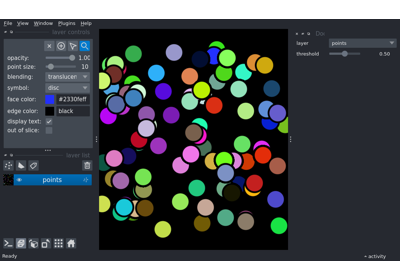 File View Window Plugins Help
layer controls
opacity: 1.00
point size: 10
blending: translucen
symbol: disc
face color: #2330feff
edge color: black
display text:
out of slice:
layer list
points
Do
layer points
threshold 0.50
Ready
activity